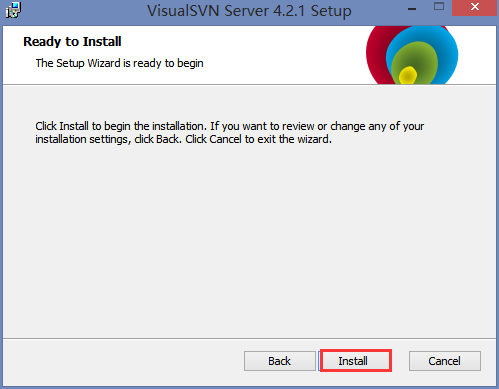 VisualSVN Server 4.2.1 Setup
Ready to Install
The Setup Wizard is ready to begin
Click Install to begin the installation. If you want to review or change any of your
installation settings, click Back. Click Cancel to exit the wizard.
Back
Install
Cancel